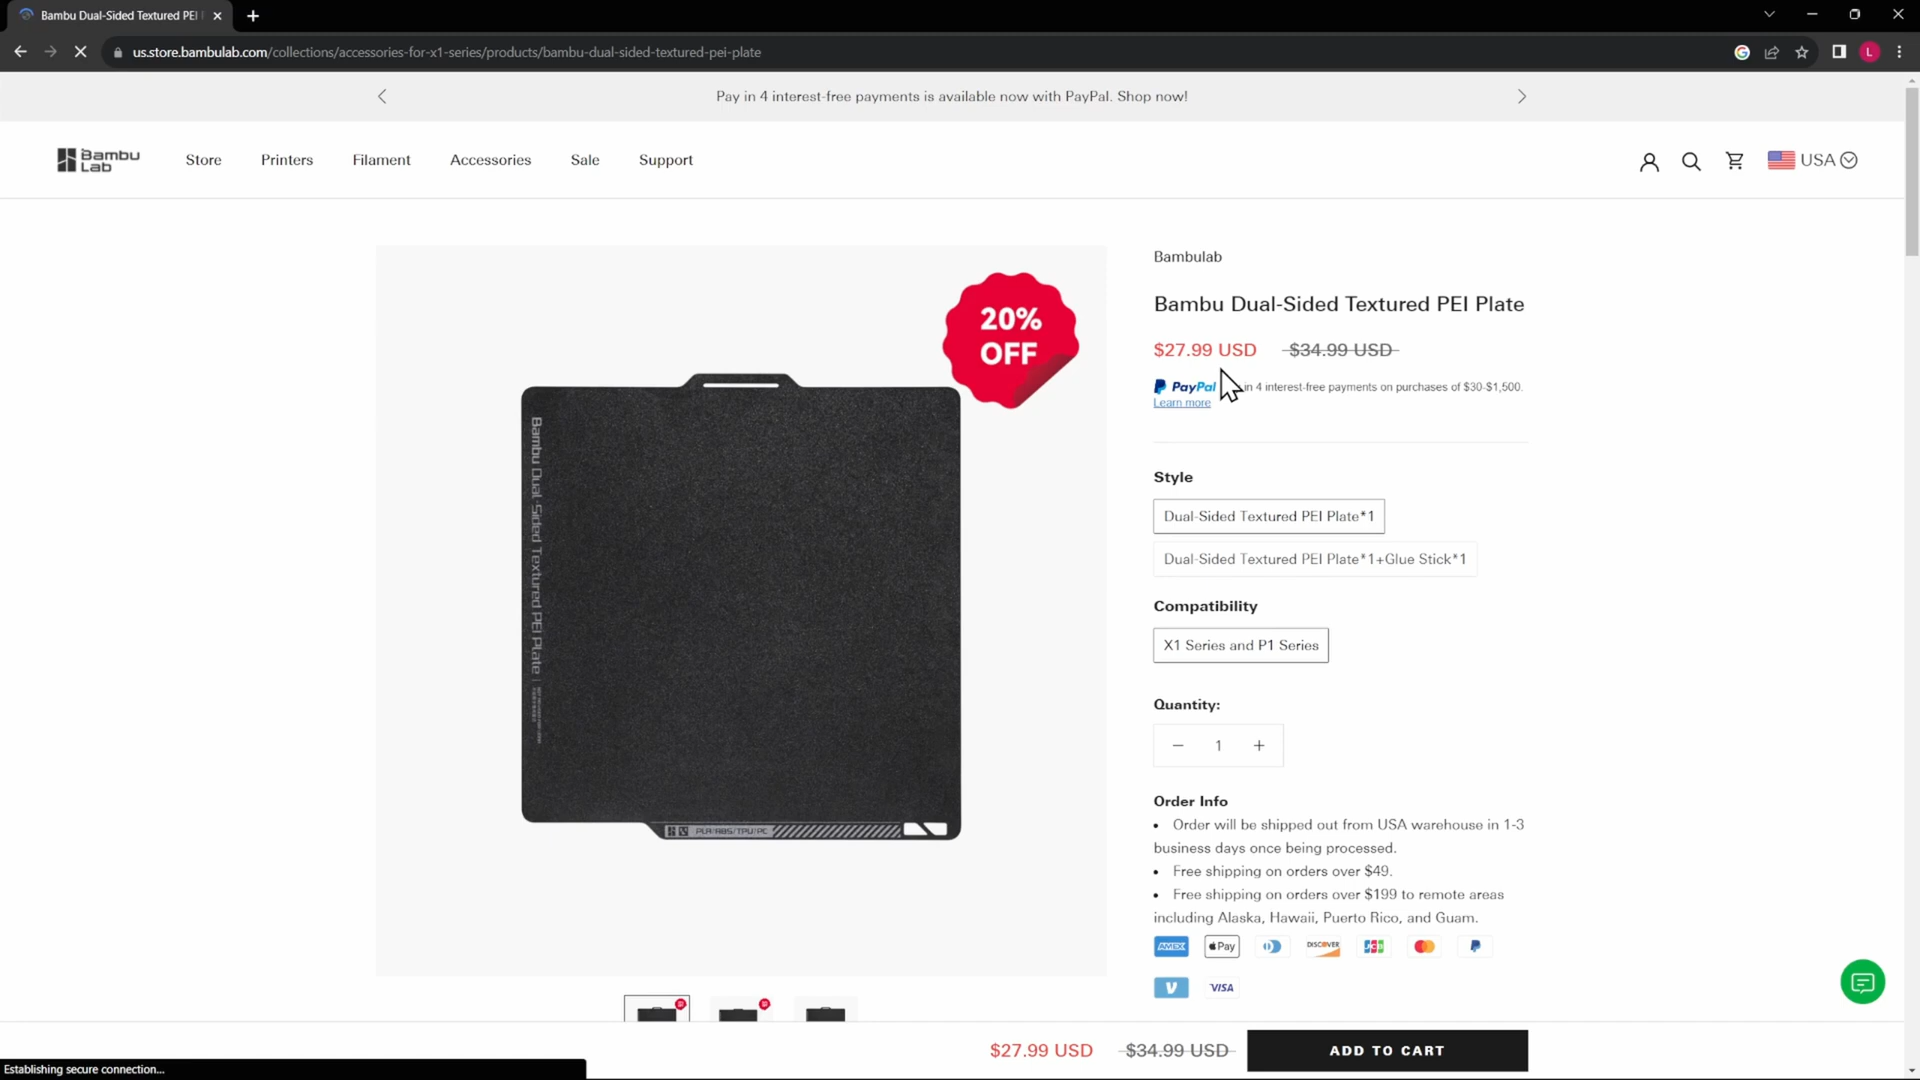 Bambu Dual-Sided Textured PEI
us.store.bambulab.com/collections/accessories-for-x1-series/products/bambu-dual-sided-textured-pei-plate
L
Pay in 4 interest-free payments is available now with PayPal. Shop now!
Bambu
Lab
Store
Printers
Filament
Accessories
Sale
Support
USA
20%
OFF
Bambu Dual-Sided Textured PEI Plate
PLA/ABS/TPU/PC
Bambulab
Bambu Dual-Sided Textured PEI Plate
$27.99 USD $34.99 USD
PayPal in 4 interest-free payments on purchases of $30-$1,500.
Learn more
Style
Dual-Sided Textured PEI Plate*1
Dual-Sided Textured PEI Plate*1+Glue Stick*1
Compatibility
X1 Series and P1 Series
Quantity:
− 1 +
Order Info
• Order will be shipped out from USA warehouse in 1-3
business days once being processed.
• Free shipping on orders over $49.
• Free shipping on orders over $199 to remote areas
including Alaska, Hawaii, Puerto Rico, and Guam.
AMEX
Pay
DISCOVER
JCB
V
VISA
$27.99 USD $34.99 USD ADD TO CART
Establishing secure connection...